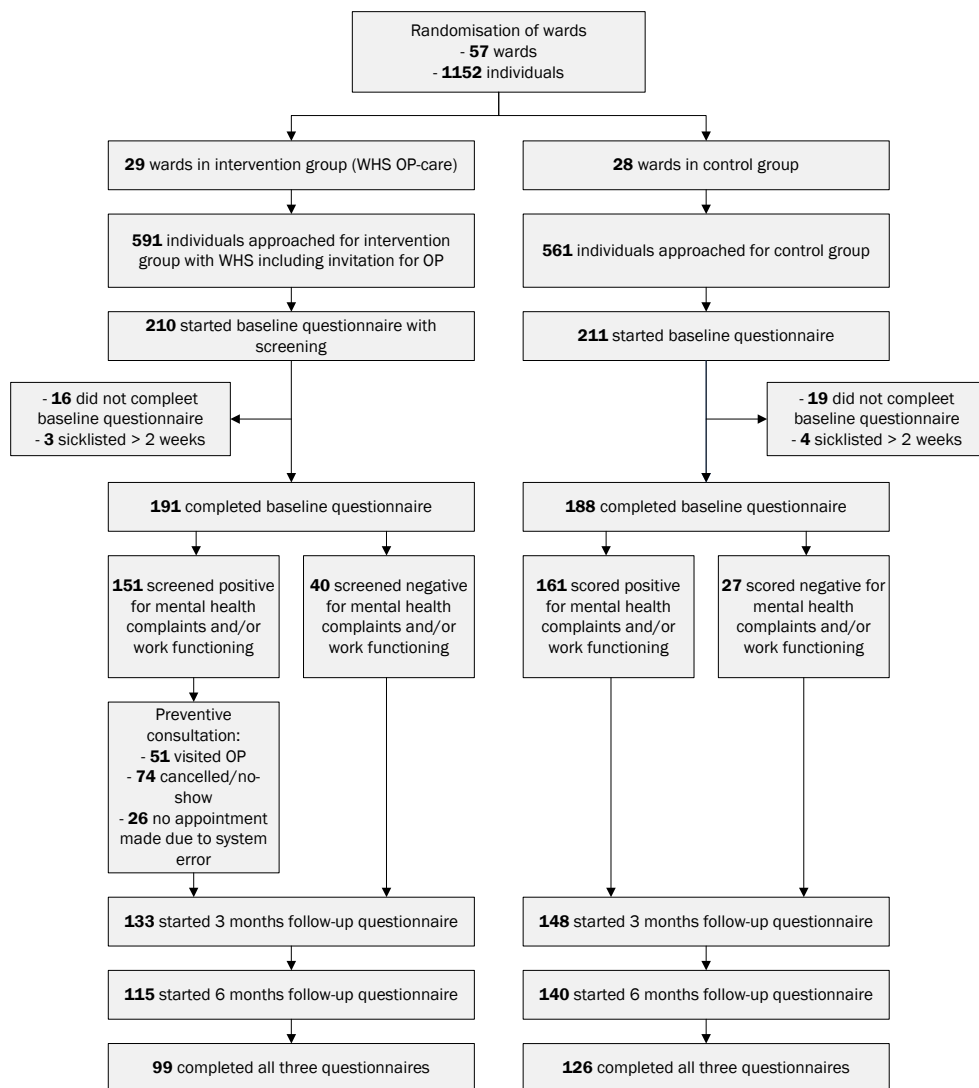 Randomisation of wards
- 57 wards
- 1152 individuals
29 wards in intervention group (WHS OP-care)
28 wards in control group
591 individuals approached for intervention
group with WHS including invitation for OP
561 individuals approached for control group
210 started baseline questionnaire with
screening
211 started baseline questionnaire
- 16 did not compleet
baseline questionnaire
- 3 sicklisted > 2 weeks
- 19 did not compleet
baseline questionnaire
- 4 sicklisted > 2 weeks
191 completed baseline questionnaire
188 completed baseline questionnaire
151 screened positive
for mental health
complaints and/or
work functioning
40 screened negative
for mental health
complaints and/or
work functioning
161 scored positive
for mental health
complaints and/or
work functioning
27 scored negative for
mental health
complaints and/or
work functioning
Preventive
consultation:
- 51 visited OP
- 74 cancelled/no-
show
- 26 no appointment
made due to system
error
133 started 3 months follow-up questionnaire
148 started 3 months follow-up questionnaire
115 started 6 months follow-up questionnaire
140 started 6 months follow-up questionnaire
99 completed all three questionnaires
126 completed all three questionnaires